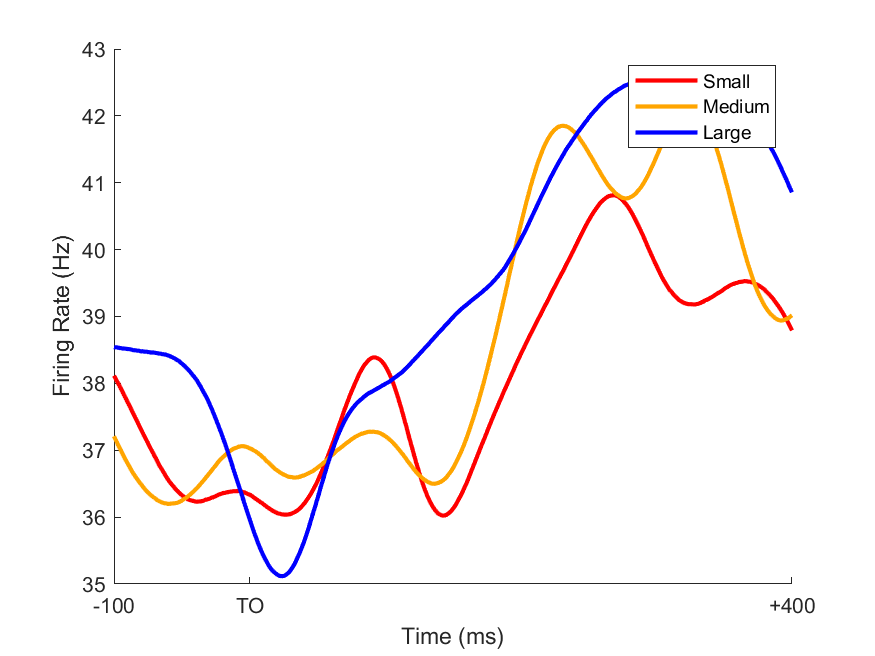 43
42
41
40
39
38
37
36
35
Firing Rate (Hz)
Small
Medium
Large
-100
TO
+400
Time (ms)